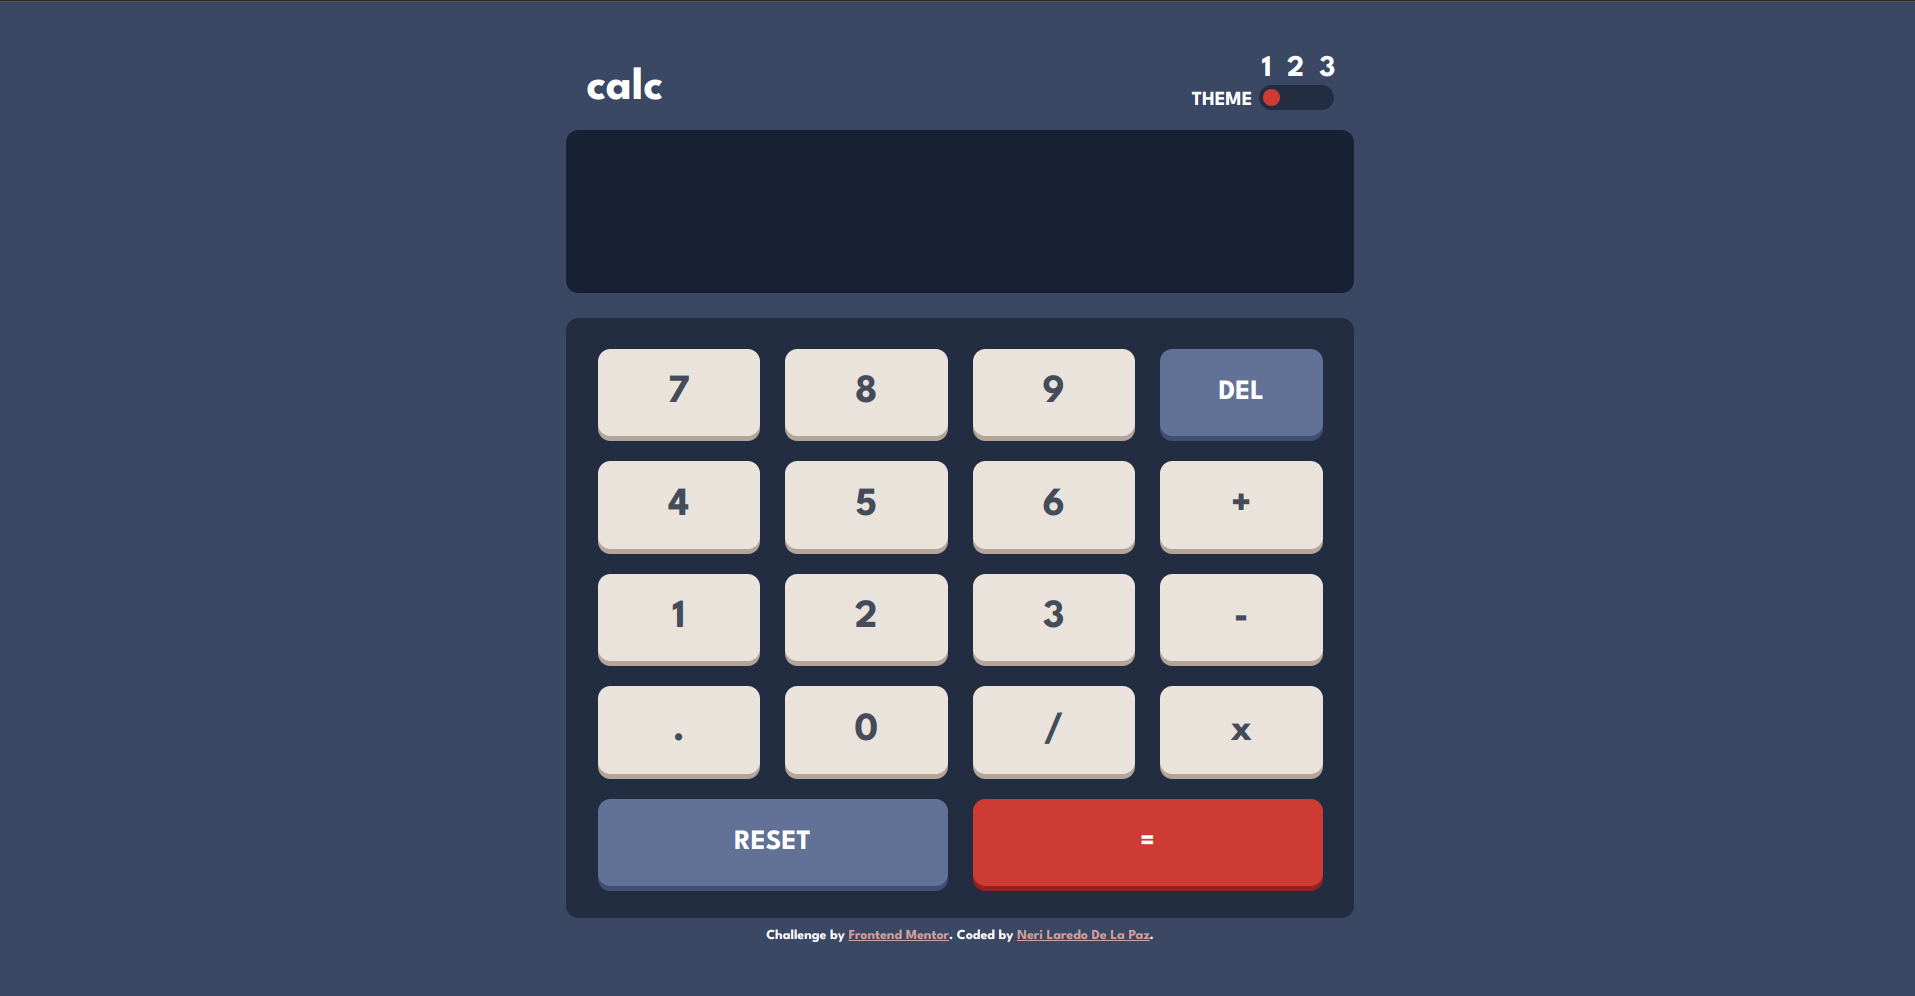 calc
1 2 3
THEME
7 8 9 DEL
4 5 6 +
1 2 3 -
. 0 / x
RESET =
Challenge by Frontend Mentor. Coded by Neri Laredo De La Paz.